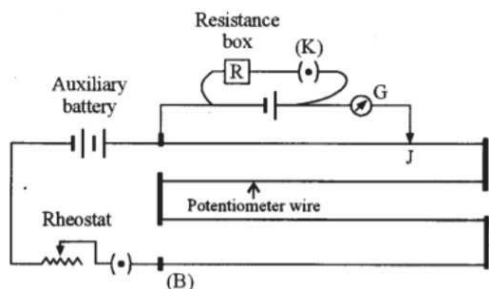 Resistance
box
(K)
R
Auxiliary
battery
G
J
Potentiometer wire
Rheostat
(B)